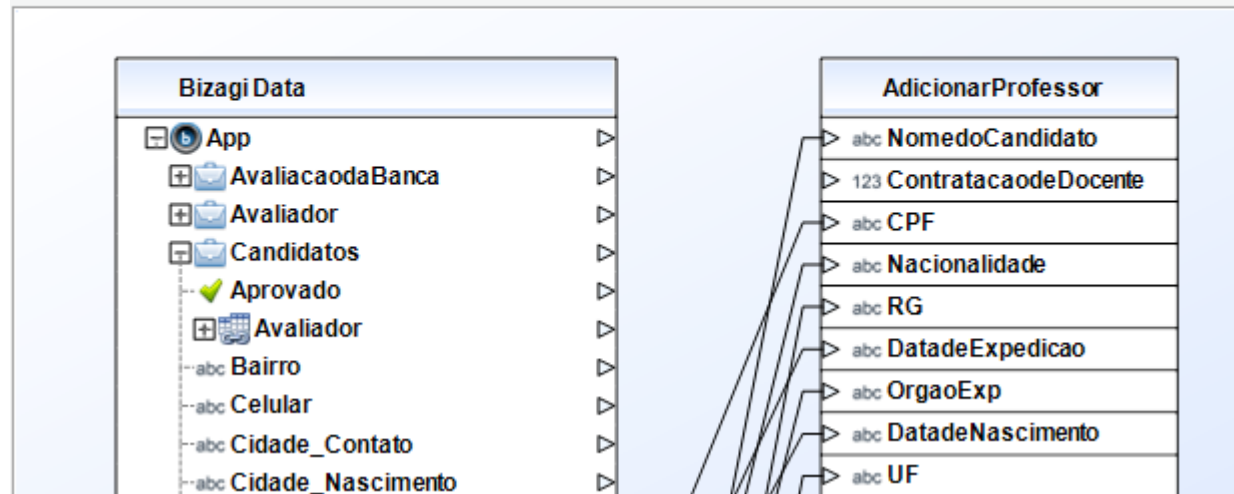 Bizagi Data
App
AvaliacaodaBanca
Avaliador
Candidatos
Aprovado
Avaliador
abc Bairro
abc Celular
abc Cidade_Contato
abc Cidade_Nascimento
AdicionarProfessor
abc NomedoCandidato
123 ContratacaodeDocente
abc CPF
abc Nacionalidade
abc RG
abc DatadeExpedicao
abc OrgaoExp
abc DatadeNascimento
abc UF